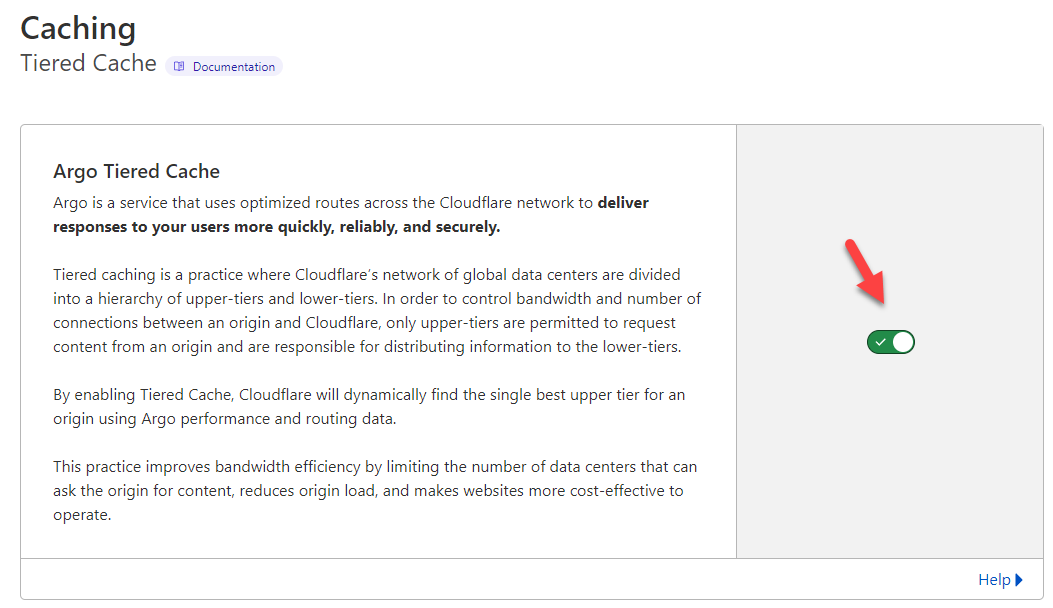 Caching
Tiered Cache Documentation
Argo Tiered Cache
Argo is a service that uses optimized routes across the Cloudflare network to deliver
responses to your users more quickly, reliably, and securely.
Tiered caching is a practice where Cloudflare’s network of global data centers are divided
into a hierarchy of upper-tiers and lower-tiers. In order to control bandwidth and number of
connections between an origin and Cloudflare, only upper-tiers are permitted to request
content from an origin and are responsible for distributing information to the lower-tiers.
By enabling Tiered Cache, Cloudflare will dynamically find the single best upper tier for an
origin using Argo performance and routing data.
This practice improves bandwidth efficiency by limiting the number of data centers that can
ask the origin for content, reduces origin load, and makes websites more cost-effective to
operate.
Help